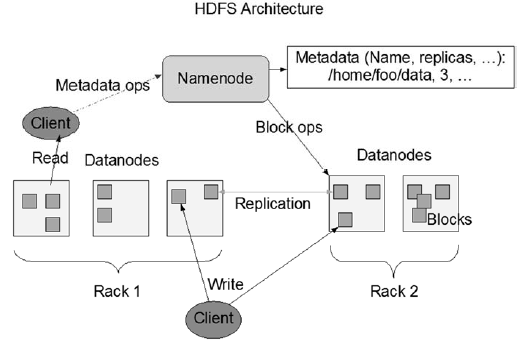 HDFS Architecture
Metadata (Name, replicas, …):
/home/foo/data, 3, …
Namenode
Metadata ops
Client
Block ops
Read
Datanodes
Datanodes
Replication
Blocks
Rack 1
Write
Rack 2
Client